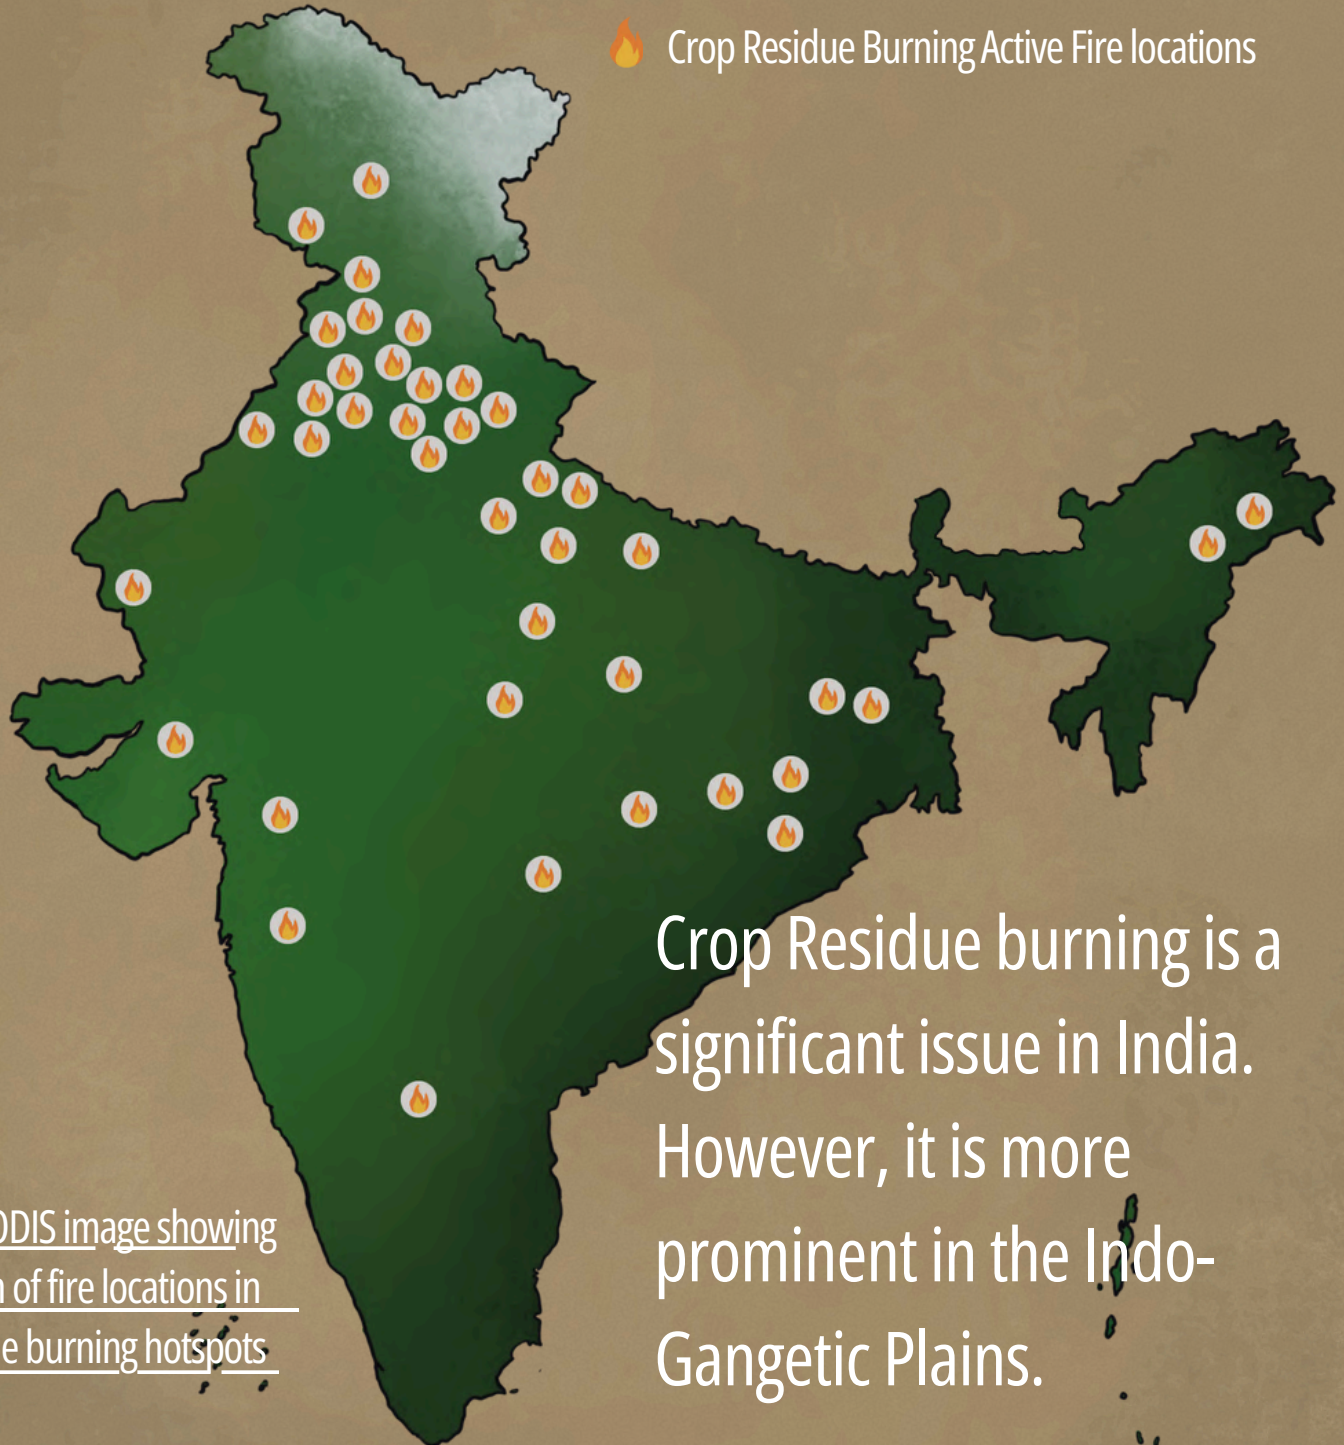 Crop Residue Burning Active Fire locations
Crop Residue burning is a
significant issue in India.
However, it is more
prominent in the Indo-
Gangetic Plains.
image showing
of fire locations in
burning hotspots